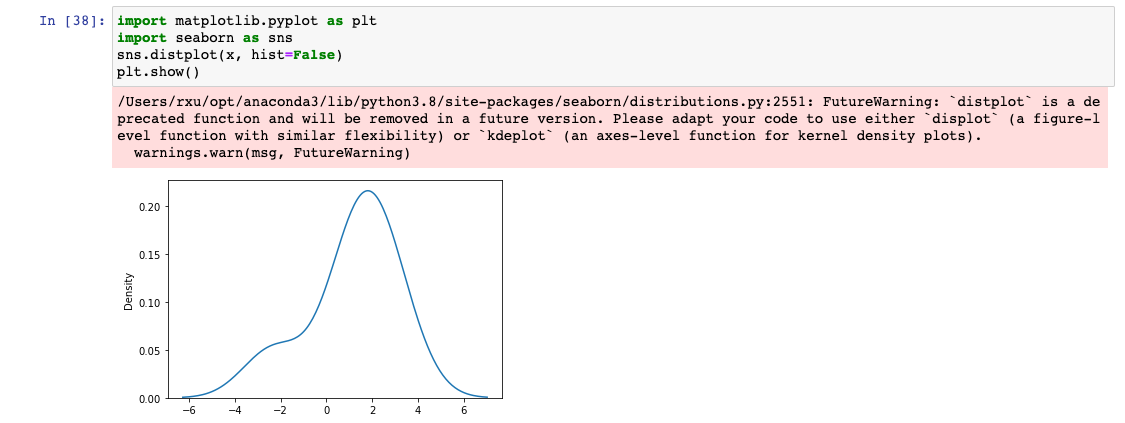 In [38]:
import matplotlib.pyplot as plt
import seaborn as sns
sns.distplot(x, hist=False)
plt.show()
/Users/rxu/opt/anaconda3/lib/python3.8/site-packages/seaborn/distributions.py:2551: FutureWarning: `distplot` is a de
precated function and will be removed in a future version. Please adapt your code to use either `displot` (a figure-l
evel function with similar flexibility) or `kdeplot` (an axes-level function for kernel density plots).
  warnings.warn(msg, FutureWarning)
0.20
0.15
0.10
0.05
0.00
Density
−6 −4 −2 0 2 4 6